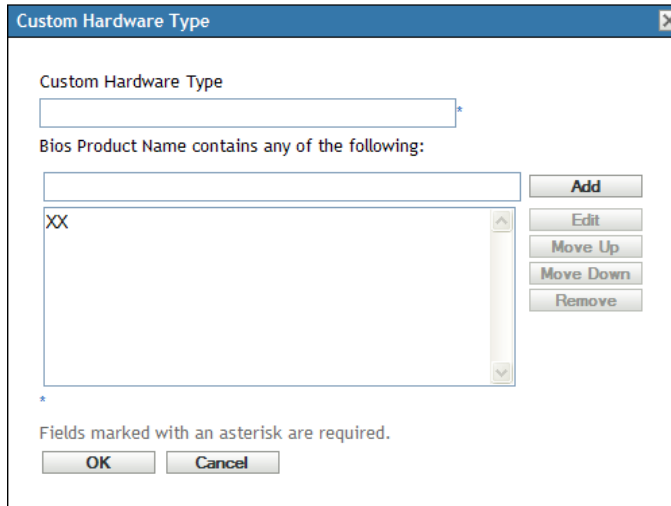 Custom Hardware Type
Custom Hardware Type
*
Bios Product Name contains any of the following:
Add
XX
Edit
Move Up
Move Down
Remove
*
Fields marked with an asterisk are required.
OK Cancel